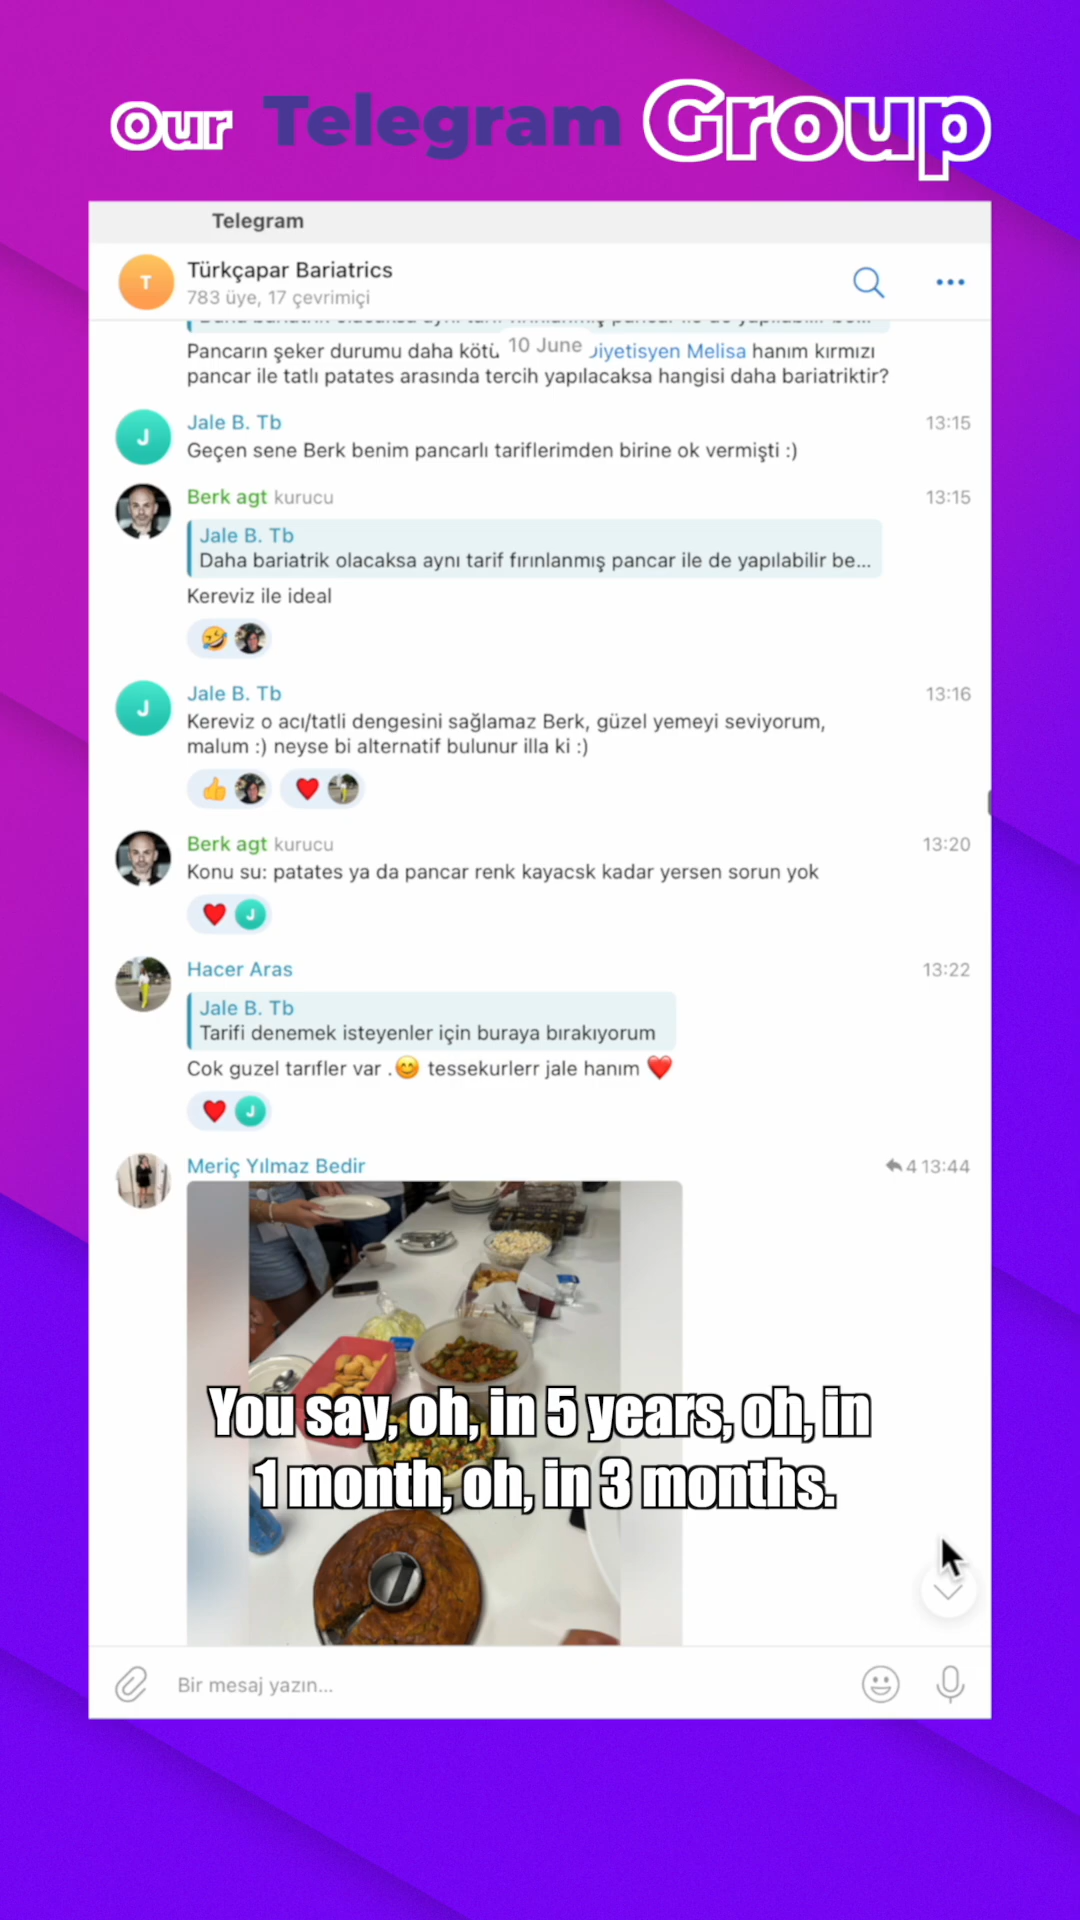 Our Telegram Group
Telegram
T
Türkçapar Bariatrics
783 üye, 17 çevrimiçi
10 June
Pancarın şeker durumu daha kötü Diyetisyen Melisa hanım kırmızı
pancar ile tatlı patates arasında tercih yapılacaksa hangisi daha bariatriktir?
J
Jale B. Tb
13:15
Geçen sene Berk benim pancarlı tariflerimden birine ok vermişti :)
Berk agt kurucu
13:15
Jale B. Tb
Daha bariatrik olacaksa aynı tarif fırınlanmış pancar ile de yapılabilir be...
Kereviz ile ideal
🤣
J
Jale B. Tb
13:16
Kereviz o acı/tatli dengesini sağlamaz Berk, güzel yemeyi seviyorum,
malum :) neyse bi alternatif bulunur illa ki :)
👍 ❤️
Berk agt kurucu
13:20
Konu su: patates ya da pancar renk kayacsk kadar yersen sorun yok
❤️ J
Hacer Aras
13:22
Jale B. Tb
Tarifi denemek isteyenler için buraya bırakıyorum
Cok guzel tarıfler var .😊 tessekurlerr jale hanım ❤️
❤️ J
Meriç Yılmaz Bedir
4 13:44
You say, oh, in 5 years, oh, in
1 month, oh, in 3 months.
Bir mesaj yazın...